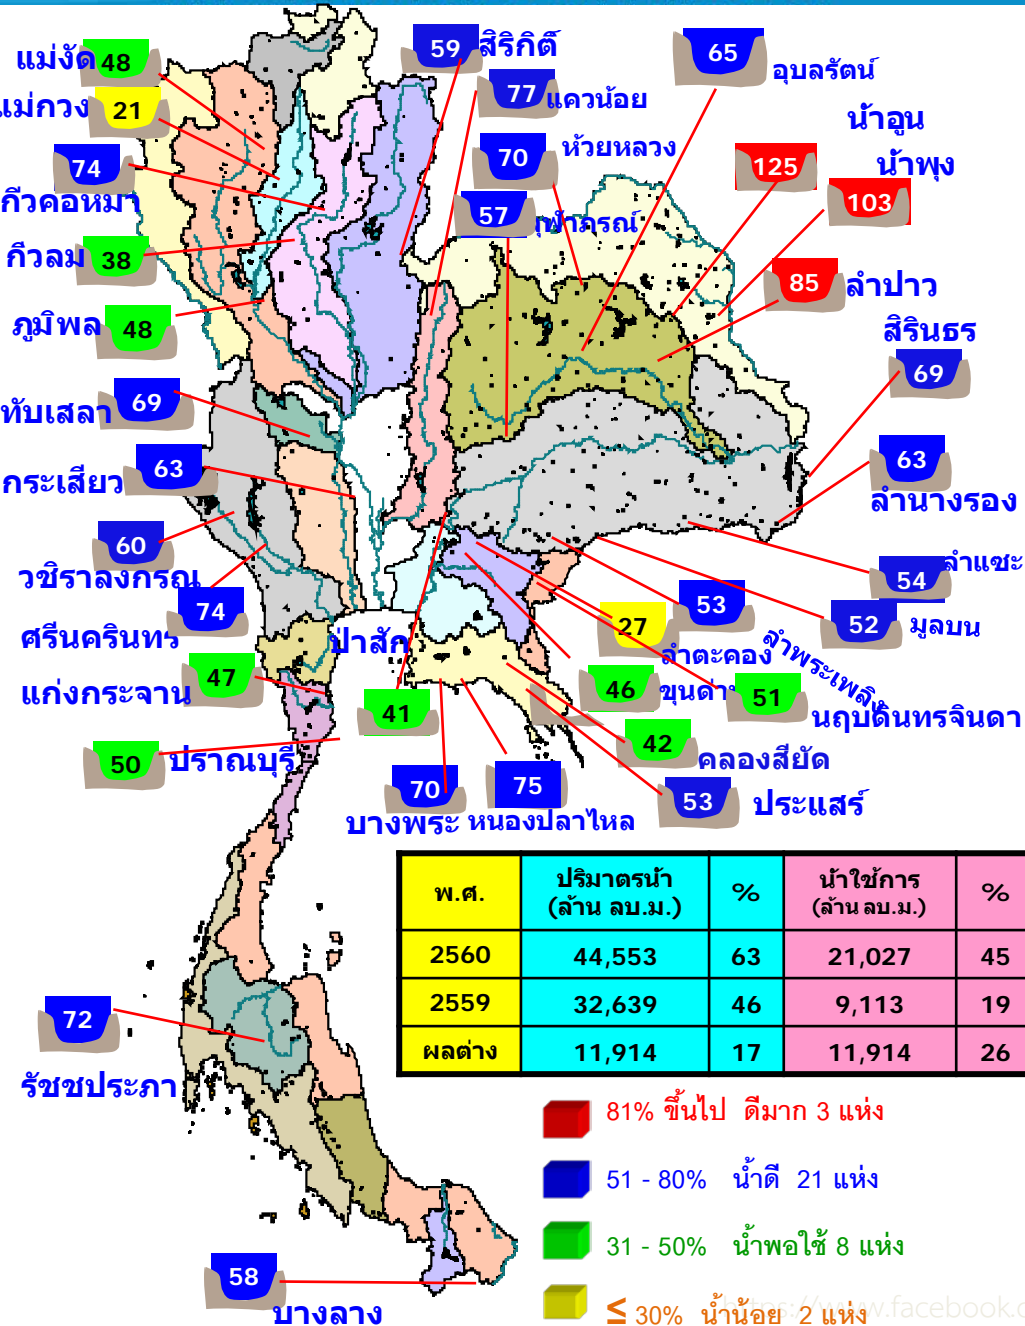 59
สิริกิติ์
65
อุบลรัตน์
แม่งัด
48
77
แควน้อย
แม่กวง
21
น้ำอูน
70
ห้วยหลวง
125
น้ำพุง
74
103
กิ่วคอหมา
57
จุฬาภรณ์
กิ่วลม
38
85
ลำปาว
ภูมิพล
48
สิรินธร
69
ทับเสลา
69
กระเสียว
63
63
ลำนางรอง
60
วชิราลงกรณ
54
ลำแซะ
74
53
52
มูลบน
ศรีนครินทร
ป่าสัก
27
ลำตะคอง
ลำพระเพลิง
แก่งกระจาน
47
46
ขุนด่าน
51
นฤบดินทรจินดา
41
50
ปราณบุรี
42
คลองสียัด
70
75
53
ประแสร์
บางพระ
หนองปลาไหล
พ.ศ. ปริมาตรน้ำ % น้ำใช้การ %
(ล้าน ลบ.ม.) (ล้าน ลบ.ม.)
2560 44,553 63 21,027 45
2559 32,639 46 9,113 19
ผลต่าง 11,914 17 11,914 26
72
รัชชประภา
81% ขึ้นไป ดีมาก 3 แห่ง
51 - 80% น้ำดี 21 แห่ง
31 - 50% น้ำพอใช้ 8 แห่ง
≤ 30% น้ำน้อย 2 แห่ง
58
บางลาง